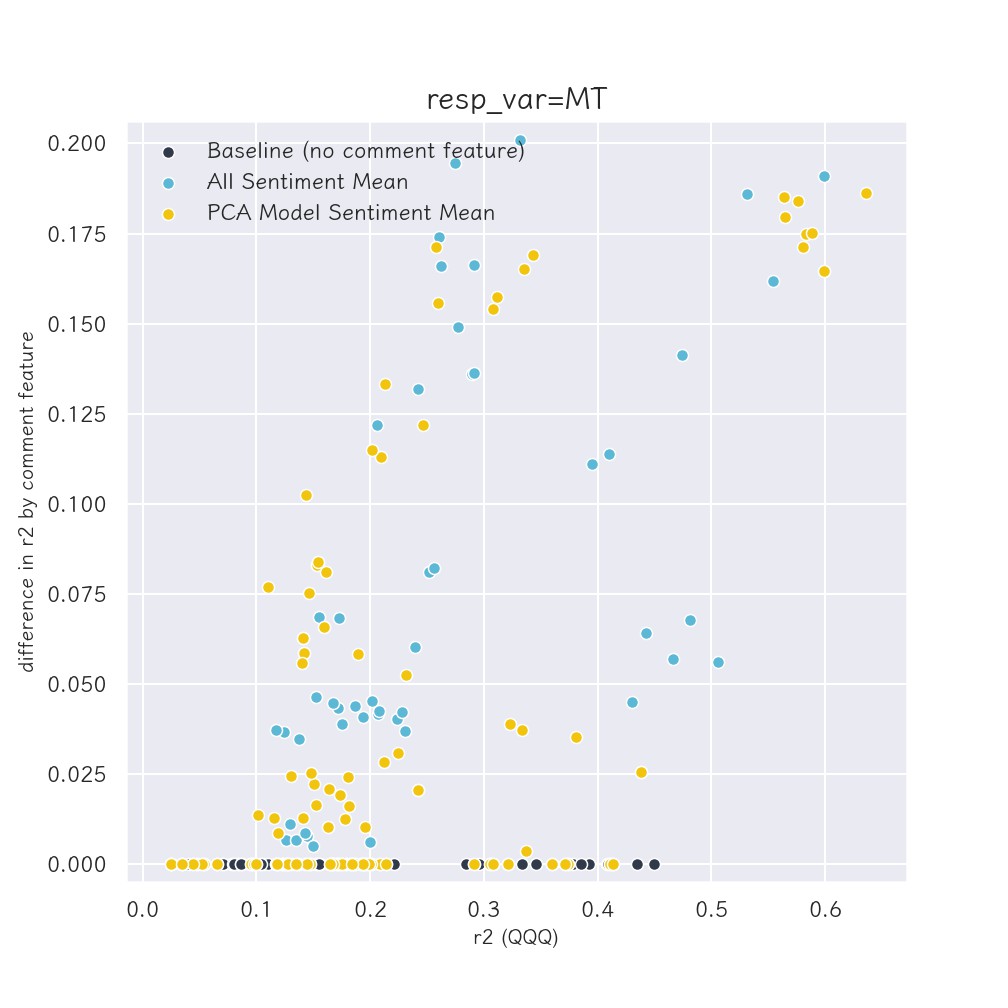 resp_var=MT
Baseline (no comment feature)
All Sentiment Mean
PCA Model Sentiment Mean
difference in r2 by comment feature
0.200
0.175
0.150
0.125
0.100
0.075
0.050
0.025
0.000
0.0 0.1 0.2 0.3 0.4 0.5 0.6
r2 (QQQ)